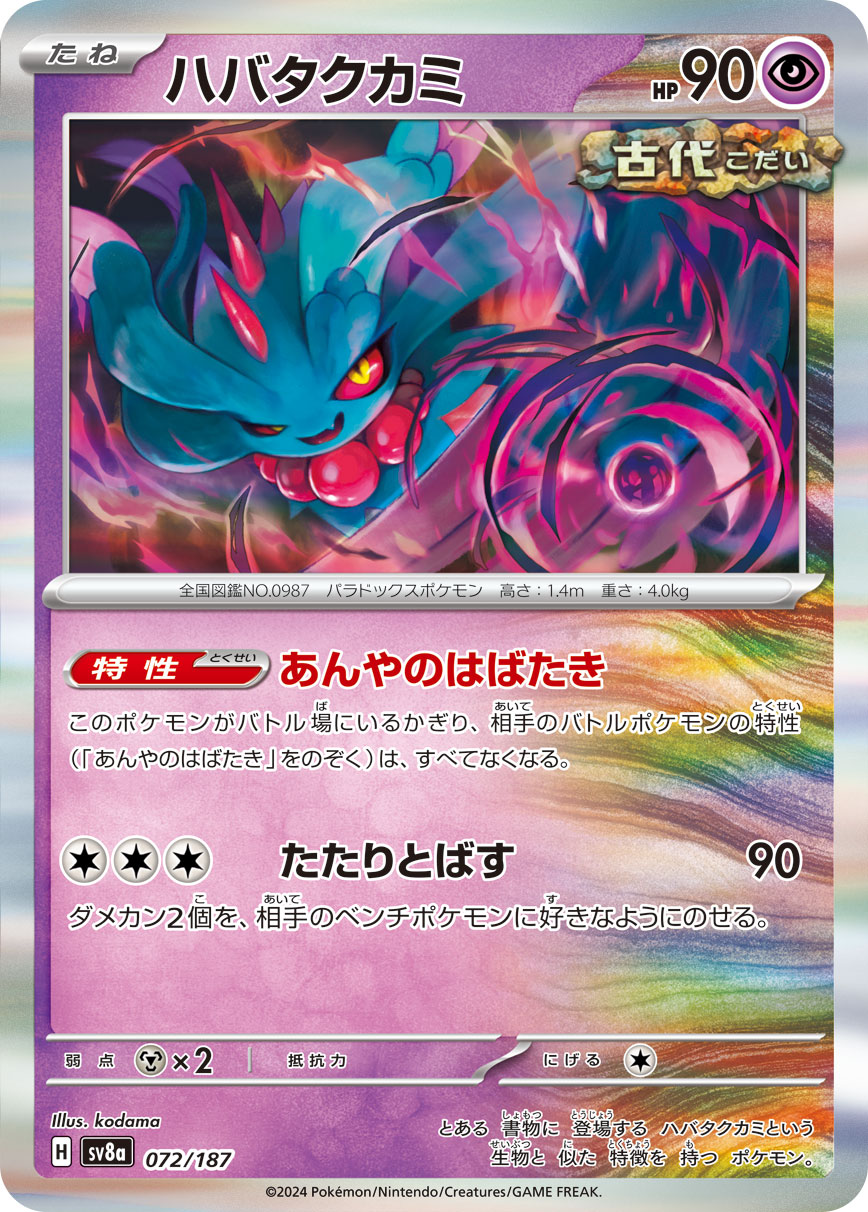 たね
ハバタクカミ
HP90
古代 こだい
全国図鑑NO.0987 パラドックスポケモン 高さ：1.4m 重さ：4.0kg
特性 とくせい あんやのはばたき
このポケモンがバトル場にいるかぎり、相手のバトルポケモンの特性
（「あんやのはばたき」をのぞく）は、すべてなくなる。
たたりとばす 90
ダメカン2個を、相手のベンチポケモンに好きなようにのせる。
弱点 ×2 抵抗力 にげる
Illus. kodama
H sv8a 072/187
とある 書物に 登場する ハバタクカミという
生物と 似た 特徴を 持つ ポケモン。
©2024 Pokémon/Nintendo/Creatures/GAME FREAK.